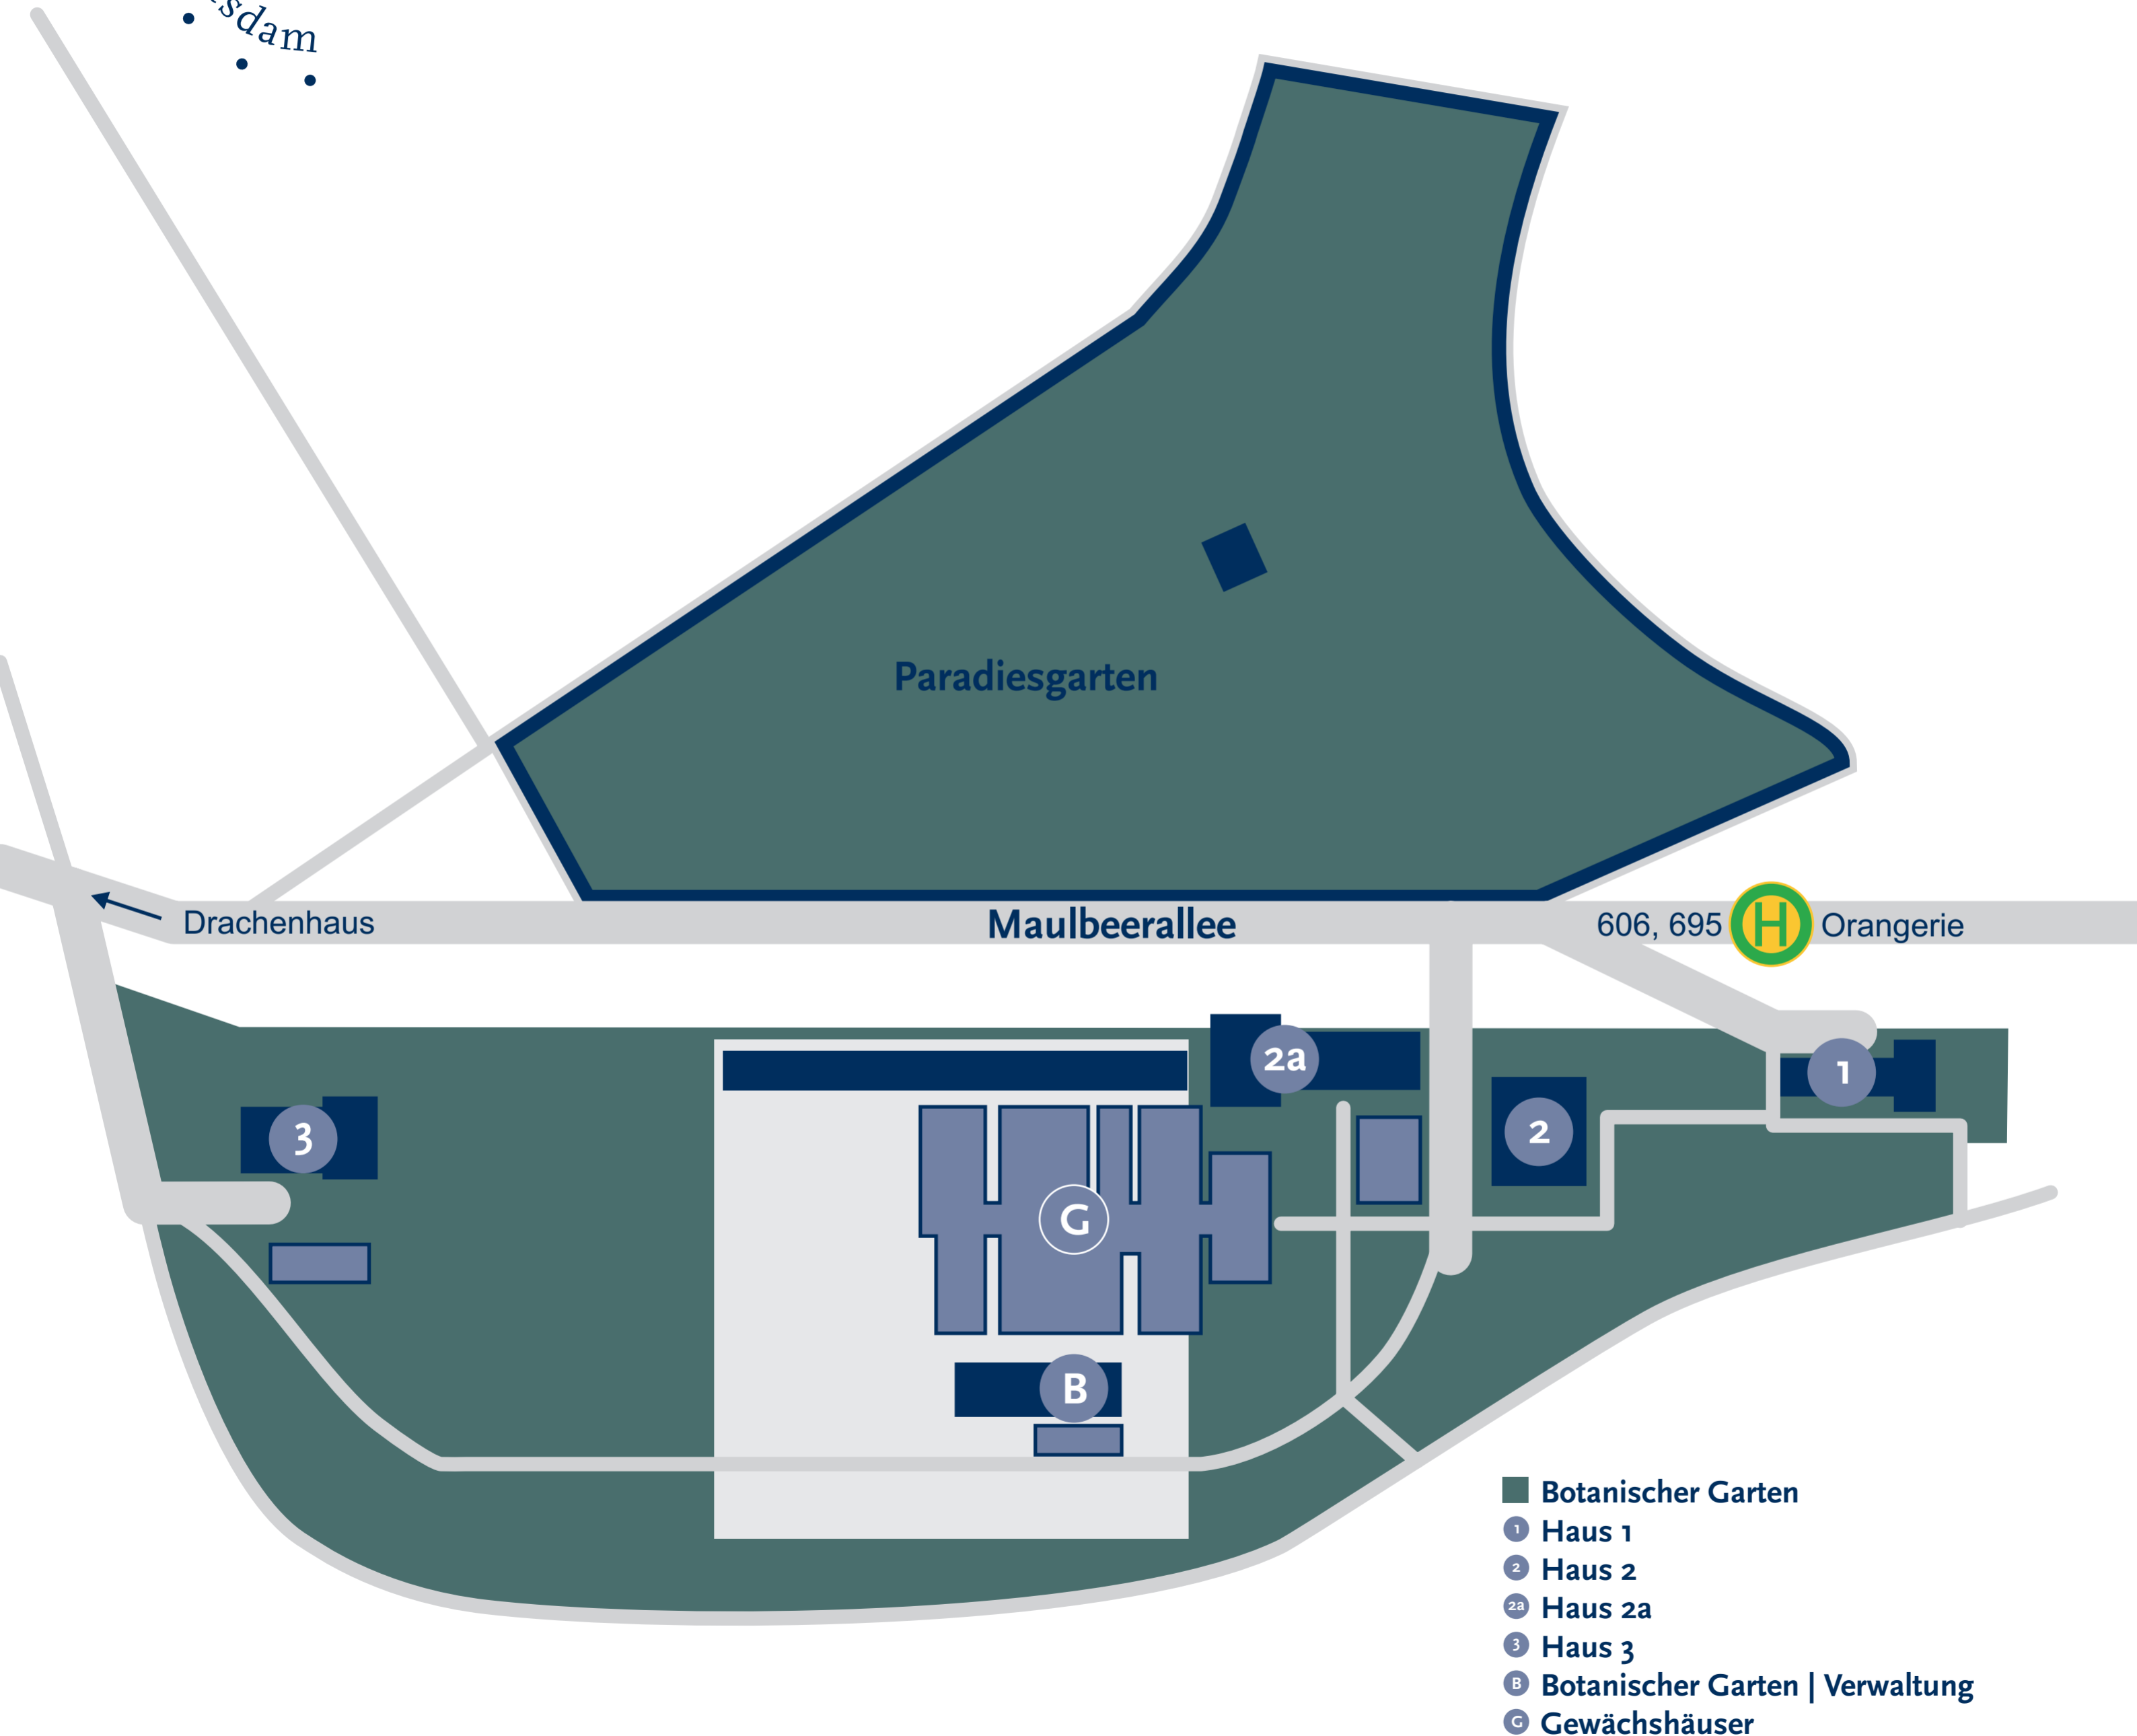 sdam
Paradiesgarten
Drachenhaus
Maulbeerallee
606, 695 H Orangerie
2a
1
3
2
G
B
Botanischer Garten
1 Haus 1
2 Haus 2
2a Haus 2a
3 Haus 3
B Botanischer Garten | Verwaltung
G Gewächshäuser